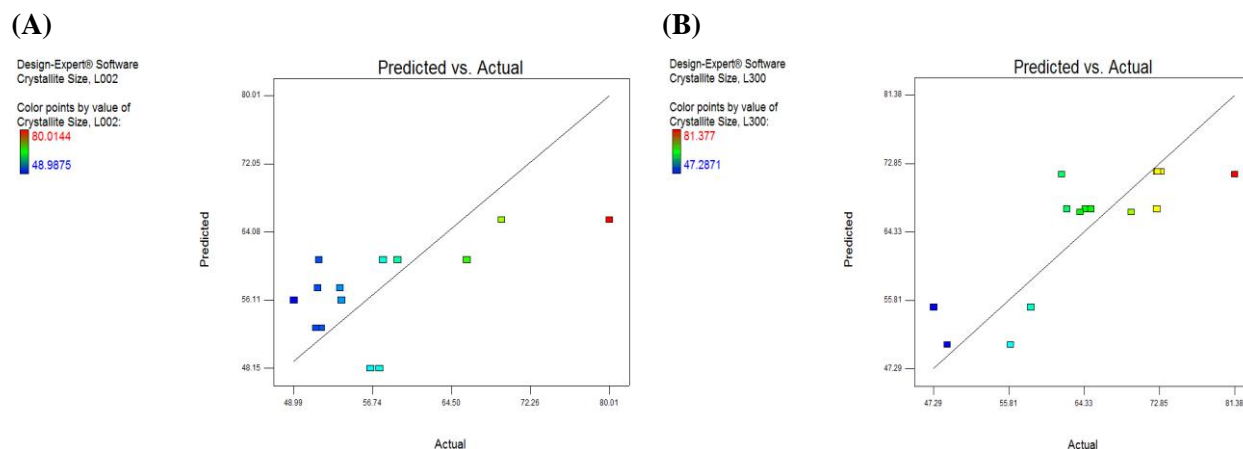 (A)
Design-Expert® Software
Crystallite Size, L002
Color points by value of
Crystallite Size, L002:
80.0144
48.9875
Predicted vs. Actual
Predicted
80.01
72.05
64.08
56.11
48.15
48.99 56.74 64.50 72.26 80.01
Actual
(B)
Design-Expert® Software
Crystallite Size, L300
Color points by value of
Crystallite Size, L300:
81.377
47.2871
Predicted vs. Actual
Predicted
81.38
72.85
64.33
55.81
47.29
47.29 55.81 64.33 72.85 81.38
Actual